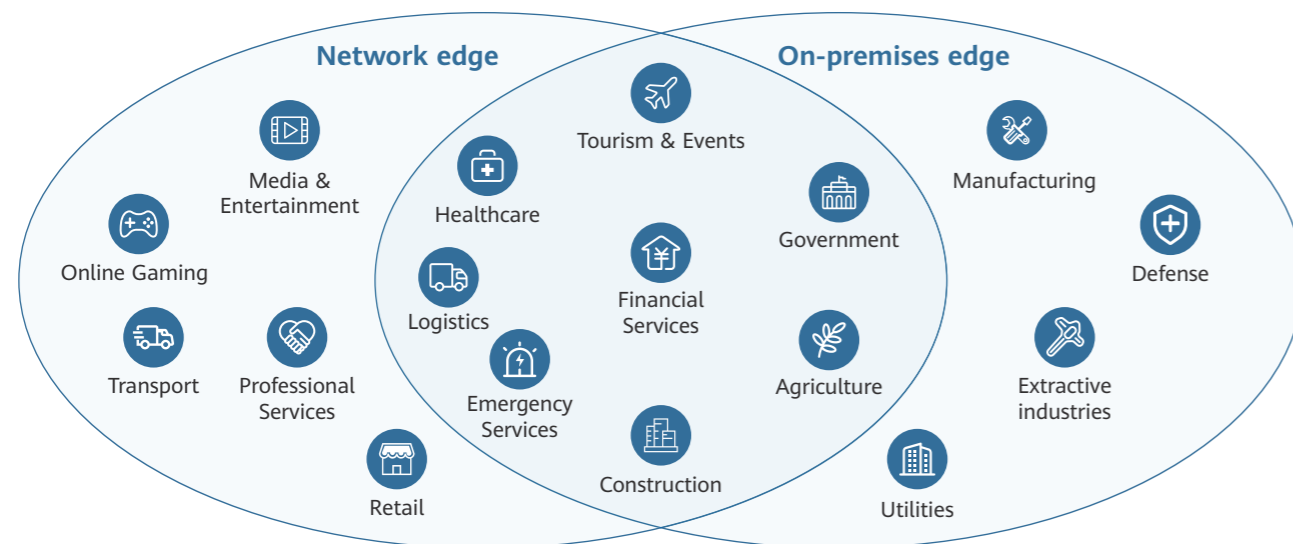 Network edge
On-premises edge
Tourism & Events
Media &
Entertainment
Healthcare
Manufacturing
Government
Online Gaming
Defense
Financial
Services
Logistics
Transport
Professional
Services
Emergency
Services
Agriculture
Extractive
industries
Construction
Retail
Utilities